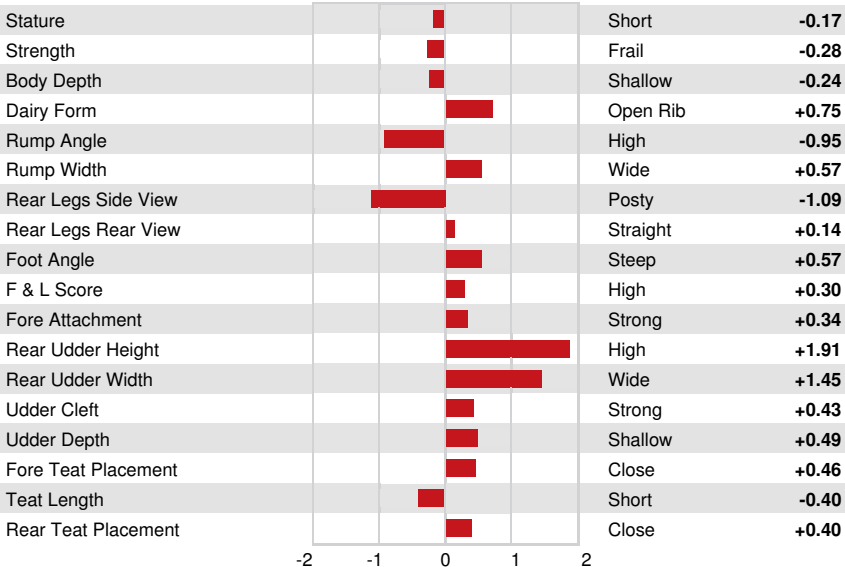 Stature Short -0.17
Strength Frail -0.28
Body Depth Shallow -0.24
Dairy Form Open Rib +0.75
Rump Angle High -0.95
Rump Width Wide +0.57
Rear Legs Side View Posty -1.09
Rear Legs Rear View Straight +0.14
Foot Angle Steep +0.57
F & L Score High +0.30
Fore Attachment Strong +0.34
Rear Udder Height High +1.91
Rear Udder Width Wide +1.45
Udder Cleft Strong +0.43
Udder Depth Shallow +0.49
Fore Teat Placement Close +0.46
Teat Length Short -0.40
Rear Teat Placement Close +0.40
-2 -1 0 1 2